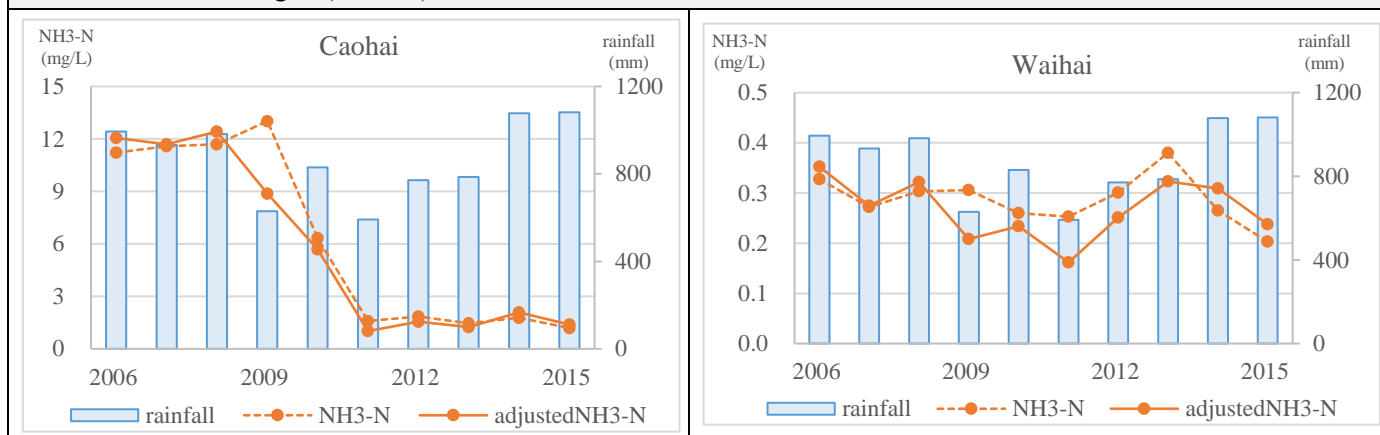 NH3-N
(mg/L)
Caohai
rainfall
(mm)
15
12
9
6
3
0
1200
800
400
0
2006
2009
2012
2015
rainfall
NH3-N
adjustedNH3-N
NH3-N
(mg/L)
Waihai
rainfall
(mm)
0.5
0.4
0.3
0.2
0.1
0.0
1200
800
400
0
2006
2009
2012
2015
rainfall
NH3-N
adjustedNH3-N